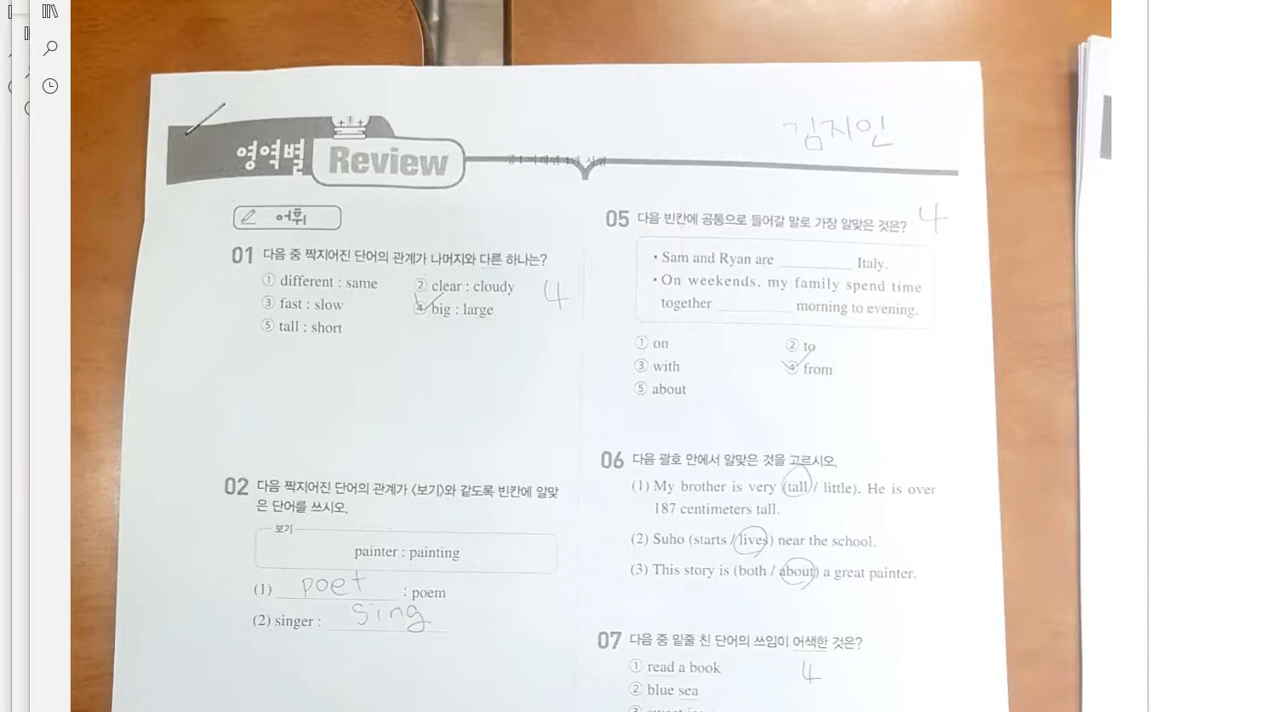 김지인
영역별 Review
어휘
01 다음 중 짝지어진 단어의 관계가 나머지와 다른 하나는?
① different : same ② clear : cloudy
③ fast : slow ④ big : large
⑤ tall : short
4
02 다음 짝지어진 단어의 관계가 <보기>와 같도록 빈칸에 알맞
은 단어를 쓰시오.
보기
painter : painting
(1) poet : poem
(2) singer : sing
05 다음 빈칸에 공통으로 들어갈 말로 가장 알맞은 것은? 4
• Sam and Ryan are ________ Italy.
• On weekends, my family spend time
together ________ morning to evening.
① on ② to
③ with ④ from
⑤ about
06 다음 괄호 안에서 알맞은 것을 고르시오.
(1) My brother is very (tall / little). He is over
187 centimeters tall.
(2) Suho (starts / lives) near the school.
(3) This story is (both / about) a great painter.
07 다음 중 밑줄 친 단어의 쓰임이 어색한 것은?
① read a book 4
② blue sea